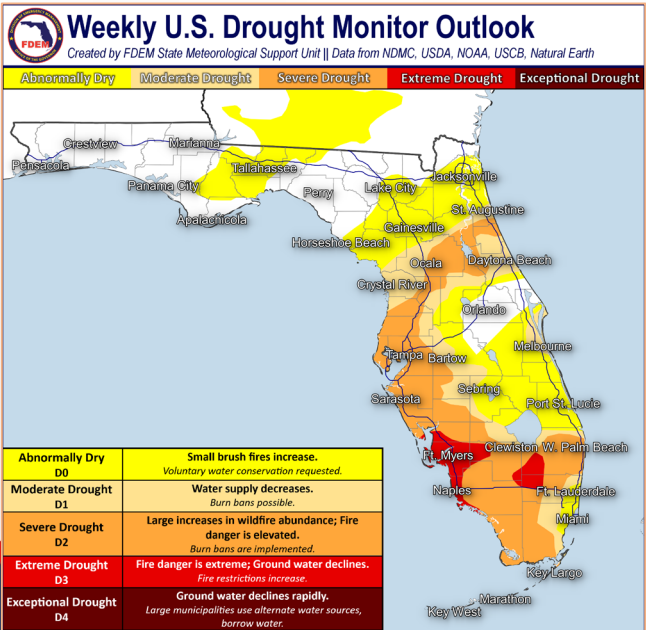 FDEM
Weekly U.S. Drought Monitor Outlook
Created by FDEM State Meteorological Support Unit || Data from NDMC, USDA, NOAA, USCB, Natural Earth
Abnormally Dry Moderate Drought Severe Drought Extreme Drought Exceptional Drought
Crestview
Marianna
Pensacola
Tallahassee
Jacksonville
Panama City
Perry
Lake City
Apalachicola
St. Augustine
Gainesville
Horseshoe Beach
Ocala
Daytona Beach
Crystal River
Orlando
Tampa
Bartow
Melbourne
Sebring
Sarasota
Port St. Lucie
Ft. Myers
Clewiston
W. Palm Beach
Naples
Ft. Lauderdale
Miami
Key Largo
Marathon
Key West
Abnormally Dry
D0
Small brush fires increase.
Voluntary water conservation requested.
Moderate Drought
D1
Water supply decreases.
Burn bans possible.
Severe Drought
D2
Large increases in wildfire abundance; Fire
danger is elevated.
Burn bans are implemented.
Extreme Drought
D3
Fire danger is extreme; Ground water declines.
Fire restrictions increase.
Exceptional Drought
D4
Ground water declines rapidly.
Large municipalities use alternate water sources,
borrow water.